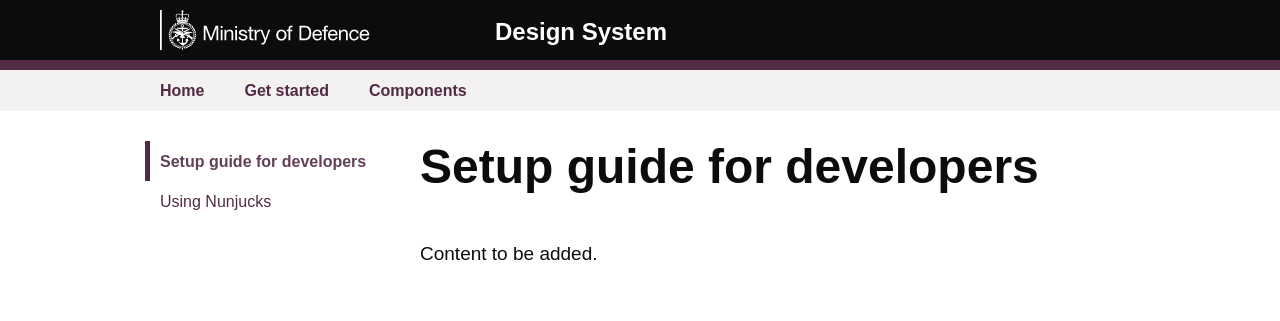 Ministry of Defence
Design System
Home Get started Components
Setup guide for developers
Using Nunjucks
Setup guide for developers
Content to be added.